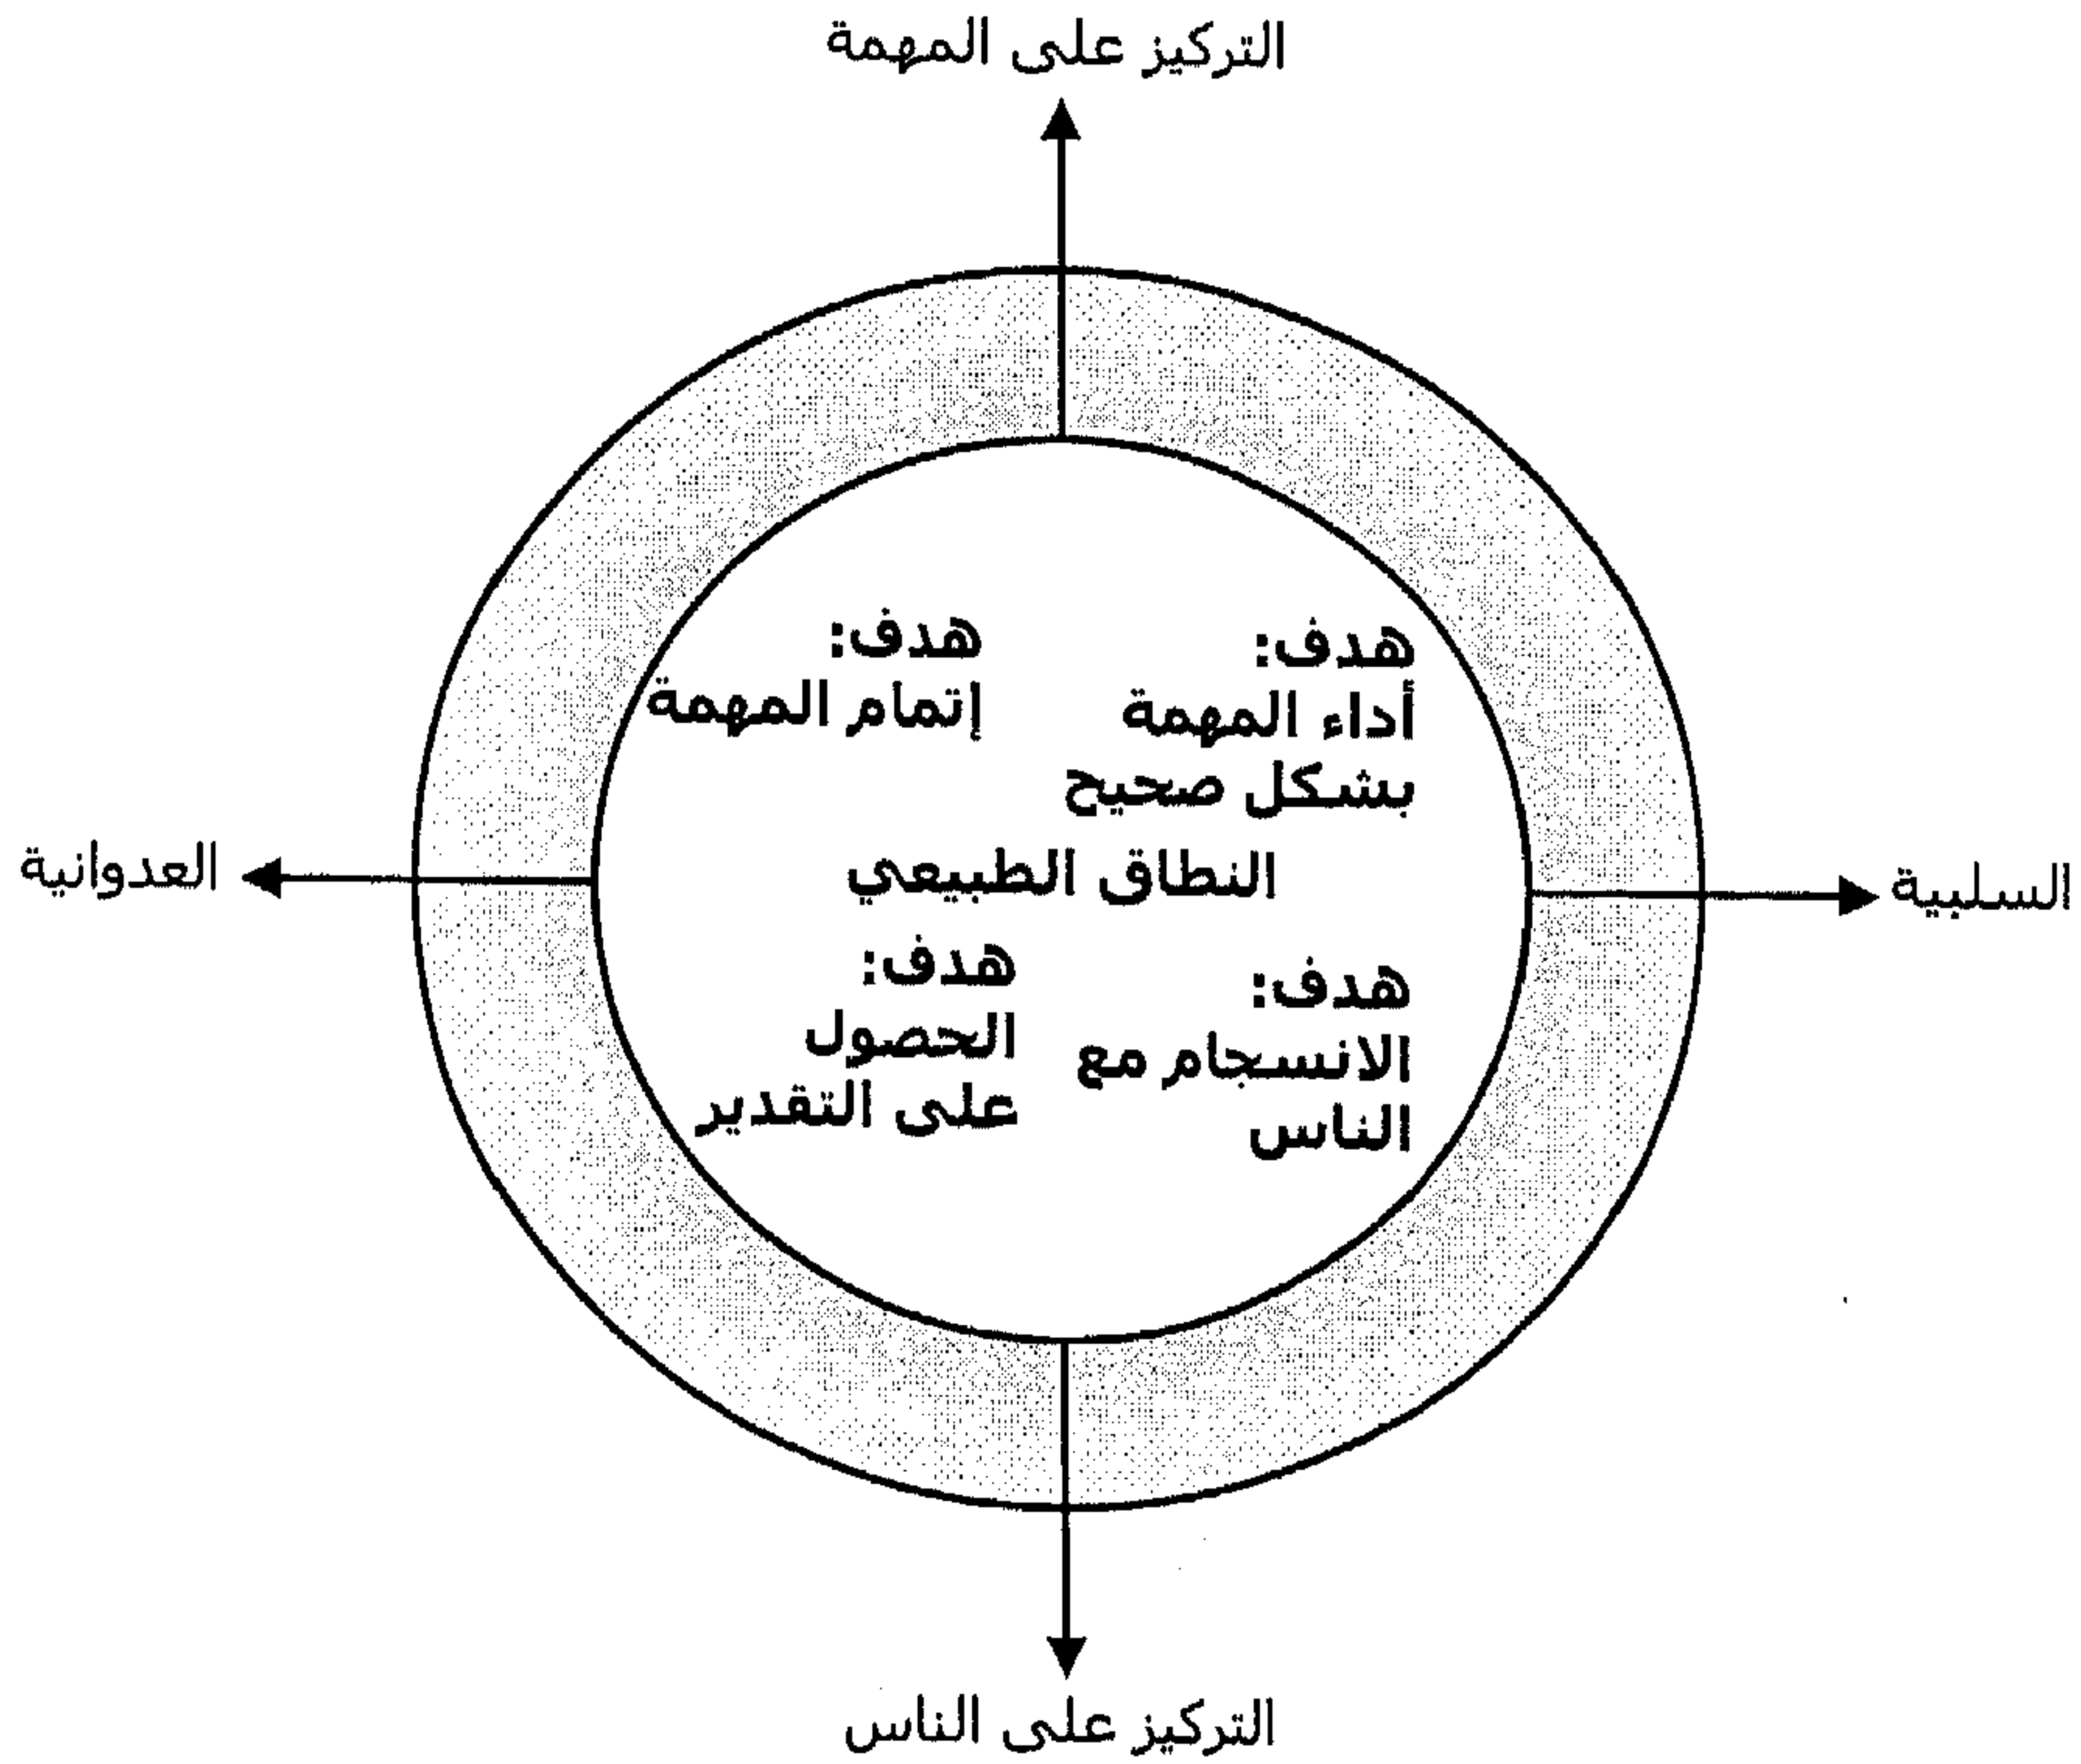 التركيز على المهمة
هدف:
أداء المهمة
بشكل صحيح
هدف:
إتمام المهمة
النطاق الطبيعي
السلبية
العدوانية
هدف:
الانسجام مع
الناس
هدف:
الحصول
على التقدير
التركيز على الناس